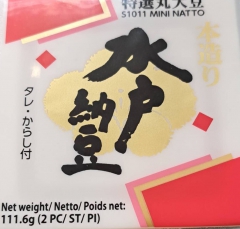 特選丸大豆
S1011 MINI NATTO
本造り
水戸
納豆
タレ・からし付
Net weight/ Netto/ Poids net:
111.6g (2 PC/ ST/ PI)